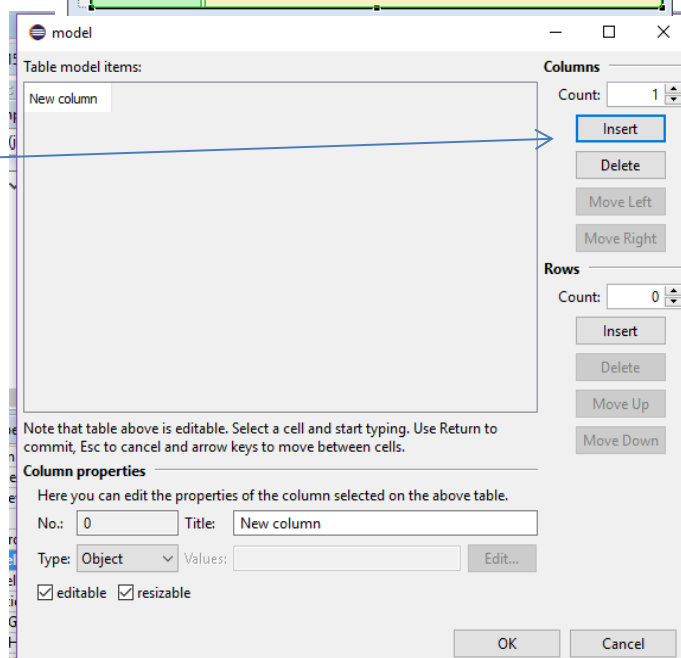 model
Table model items:
New column
Columns
Count: 1
Insert
Delete
Move Left
Move Right
Rows
Count: 0
Insert
Delete
Move Up
Move Down
Note that table above is editable. Select a cell and start typing. Use Return to
commit, Esc to cancel and arrow keys to move between cells.
Column properties
Here you can edit the properties of the column selected on the above table.
No.: 0 Title: New column
Type: Object Values: Edit...
editable resizable
OK Cancel